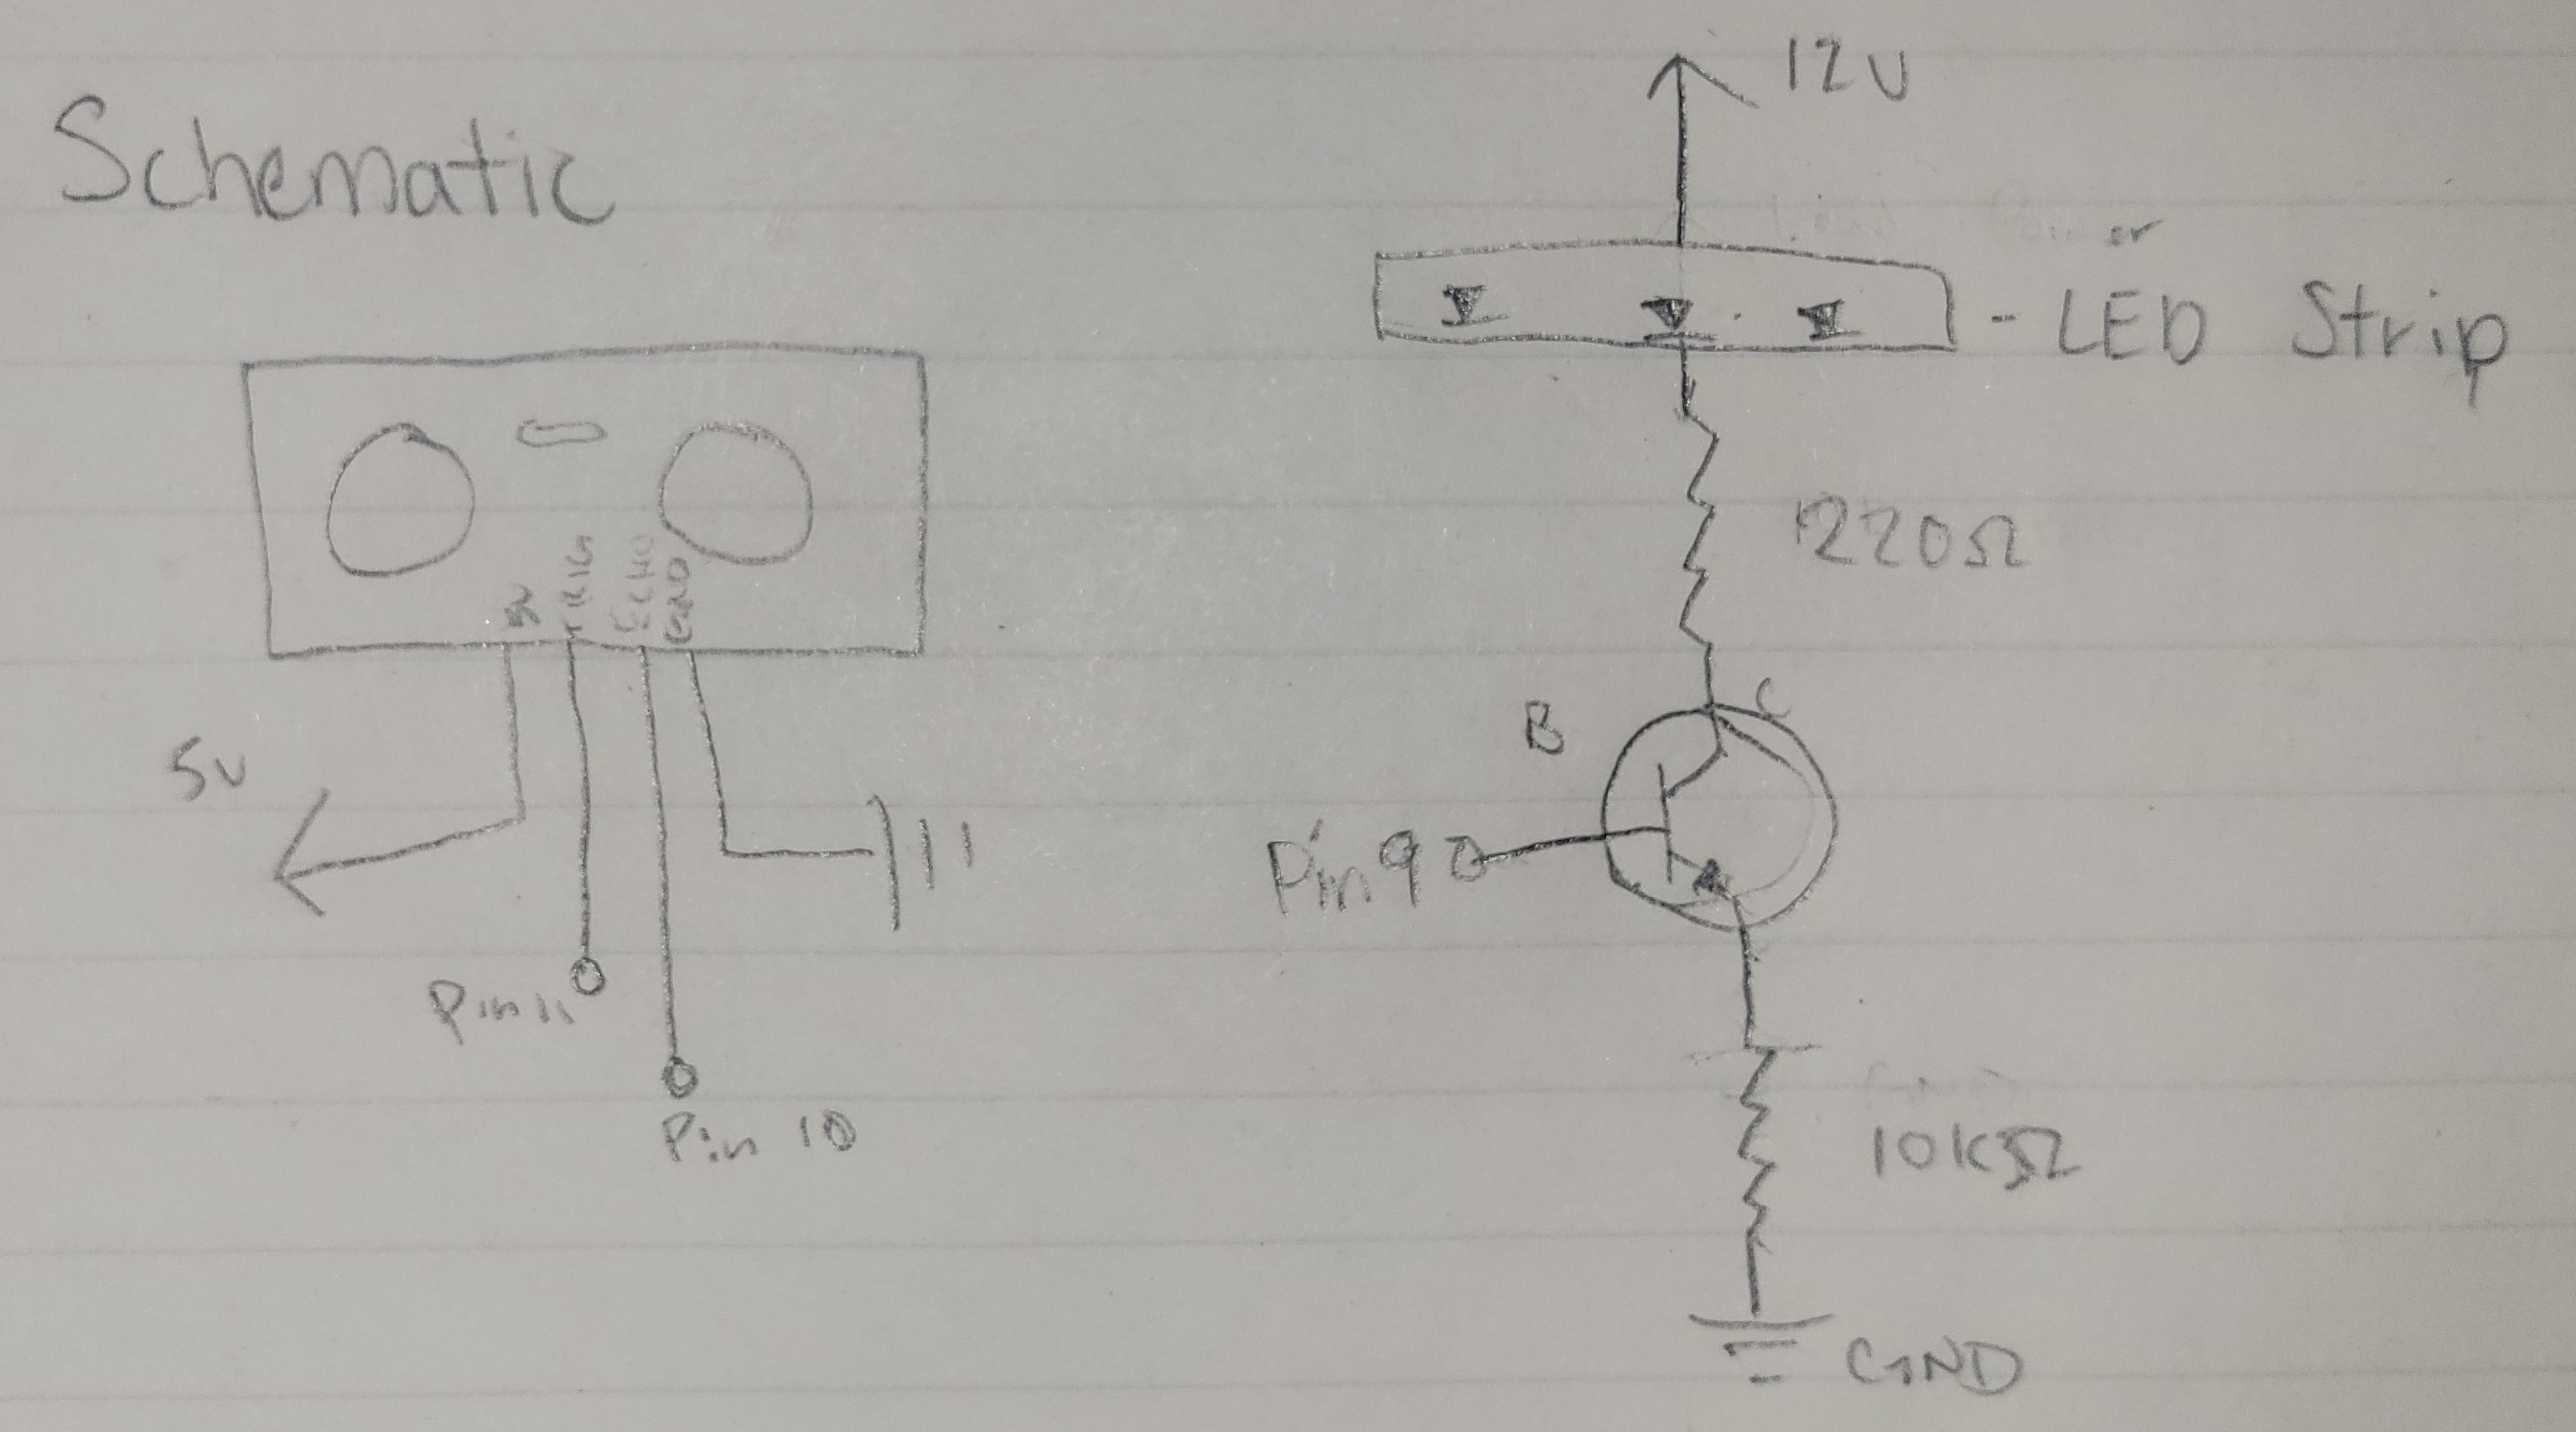 Schematic
12V
- LED Strip
220Ω
5V
TRIG
ECHO
GND
5V
B
C
Pin 9
Pin 11
Pin 10
10KΩ
GND